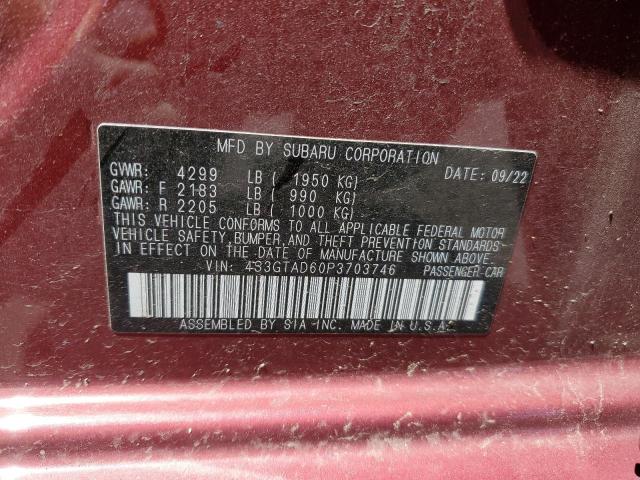 MFD BY SUBARU CORPORATION DATE: 09/22
GVWR: 4299 LB ( 1950 KG)
GAWR: F 2183 LB ( 990 KG)
GAWR: R 2205 LB ( 1000 KG)
THIS VEHICLE CONFORMS TO ALL APPLICABLE FEDERAL MOTOR
VEHICLE SAFETY, BUMPER, AND THEFT PREVENTION STANDARDS
IN EFFECT ON THE DATE OF MANUFACTURE SHOWN ABOVE.
VIN: 4S3GTAD60P3703746 PASSENGER CAR
ASSEMBLED BY SIA INC. MADE IN U.S.A.